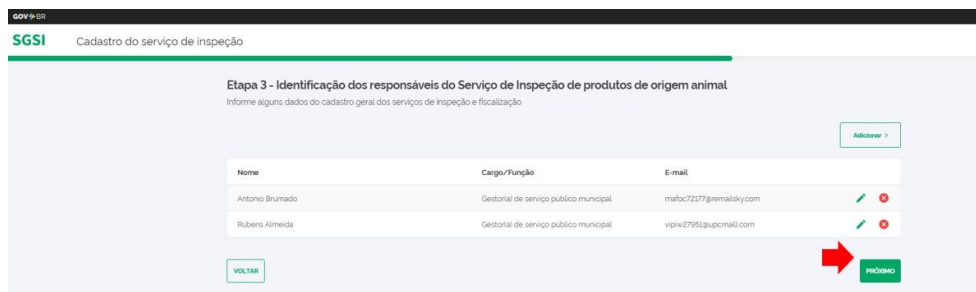 GOV BR
SGSI Cadastro do serviço de inspeção
Etapa 3 - Identificação dos responsáveis do Serviço de Inspeção de produtos de origem animal
Informe alguns dados do cadastro geral dos serviços de inspeção e fiscalização
Adicionar >
Nome Cargo/Função E-mail
Antonio Brumado Gestor(a) de serviço público municipal mafoc72177@remailsky.com
Rubens Almeida Gestor(a) de serviço público municipal vipiw27951@upcmaill.com
VOLTAR PRÓXIMO